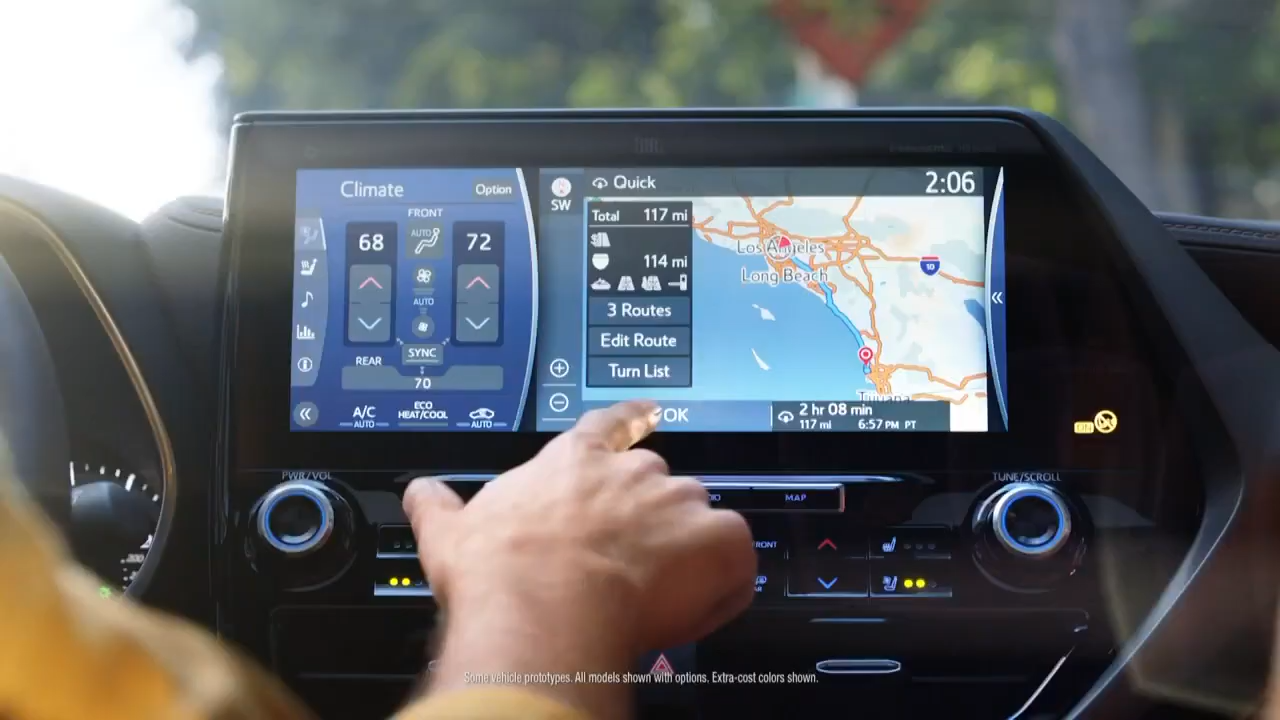 JBL
Climate
Option
FRONT
68
AUTO
72
AUTO
SYNC
REAR
70
A/C
AUTO
ECO
HEAT/COOL
AUTO
SW
Quick
2:06
Total 117 mi
114 mi
3 Routes
Edit Route
Turn List
OK
2 hr 08 min
117 mi 6:57 PM PT
Los Angeles
Long Beach
10
Tijuana
PWR/VOL
TUNE/SCROLL
MAP
FRONT
Some vehicle prototypes. All models shown with options. Extra-cost colors shown.